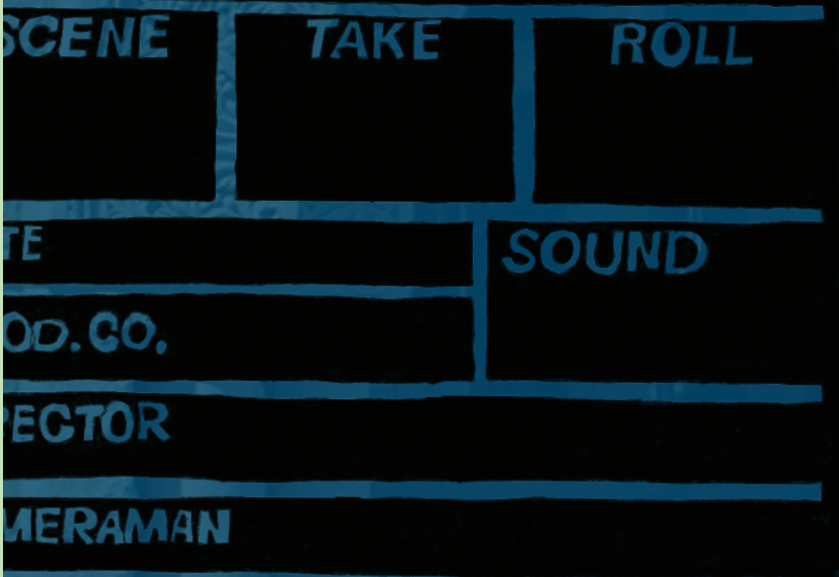 SCENE TAKE ROLL
TE SOUND
OD.CO.
ECTOR
MERAMAN